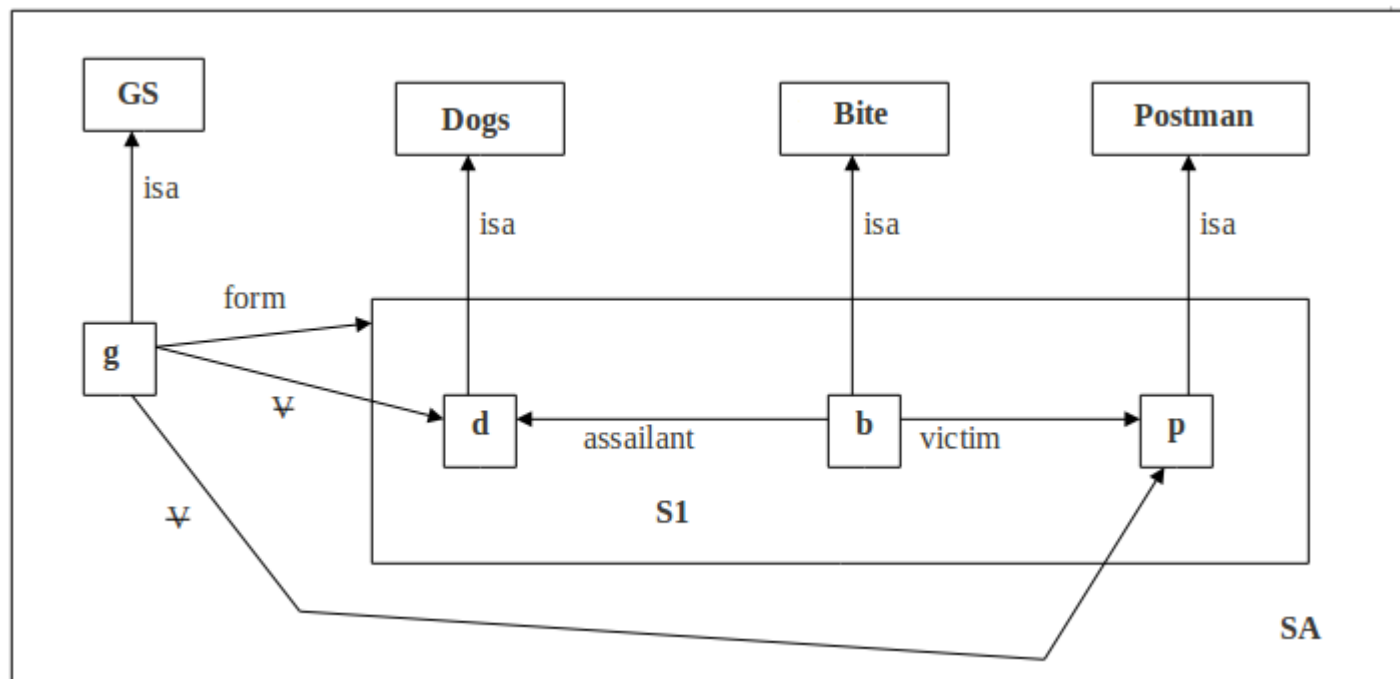 GS
Dogs
Bite
Postman
isa
isa
isa
isa
form
g
∀
d
assailant
b
victim
p
∀
S1
SA